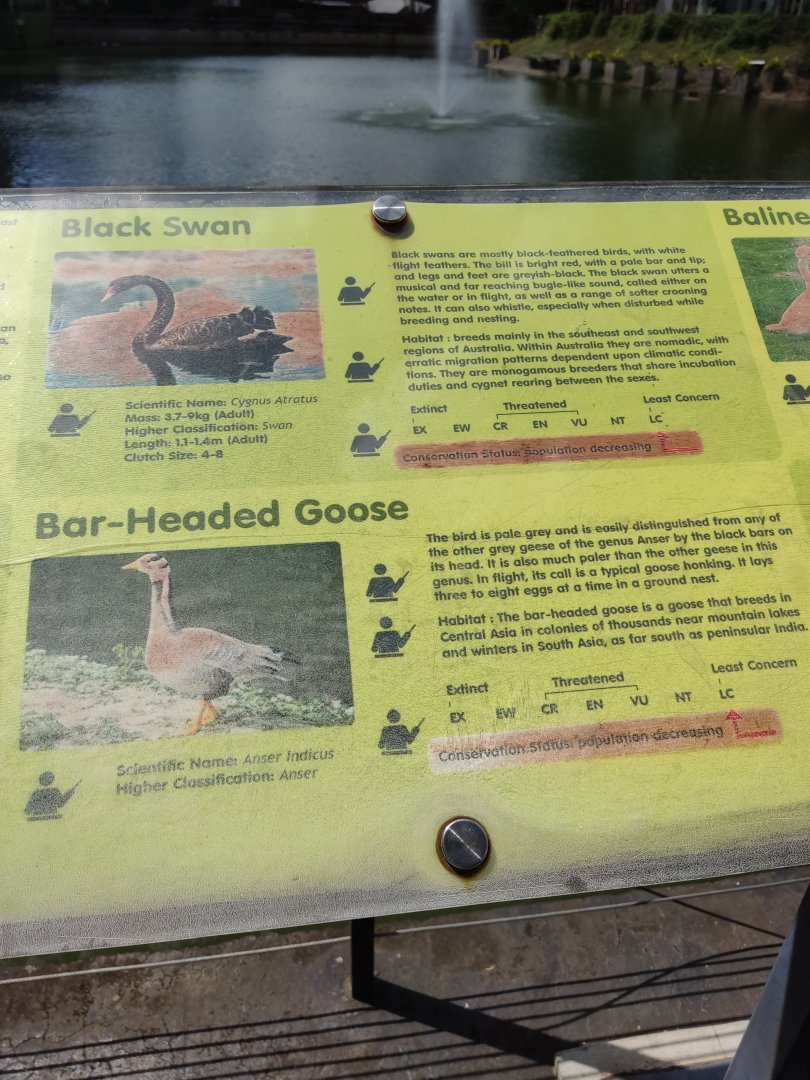 Black Swan
Black swans are mostly black-feathered birds, with white
flight feathers. The bill is bright red, with a pale bar and tip;
and legs and feet are greyish-black. The black swan utters a
musical and far reaching bugle-like sound, called either on
the water or in flight, as well as a range of softer crooning
notes. It can also whistle, especially when disturbed while
breeding and nesting.
Habitat : breeds mainly in the southeast and southwest
regions of Australia. Within Australia they are nomadic, with
erratic migration patterns dependent upon climatic condi-
tions. They are monogamous breeders that share incubation
duties and cygnet rearing between the sexes.
Scientific Name: Cygnus Atratus
Mass: 3.7-9kg (Adult)
Higher Classification: Swan
Length: 1.1-1.4m (Adult)
Clutch Size: 4-8
Extinct Threatened Least Concern
EX EW CR EN VU NT LC
Conservation Status: population decreasing
Bar-Headed Goose
The bird is pale grey and is easily distinguished from any of
the other grey geese of the genus Anser by the black bars on
its head. It is also much paler than the other geese in this
genus. In flight, its call is a typical goose honking. It lays
three to eight eggs at a time in a ground nest.
Habitat : The bar-headed goose is a goose that breeds in
Central Asia in colonies of thousands near mountain lakes
and winters in South Asia, as far south as peninsular India.
Extinct Threatened Least Concern
EX EW CR EN VU NT LC
Conservation Status: population decreasing
Scientific Name: Anser Indicus
Higher Classification: Anser
Baline